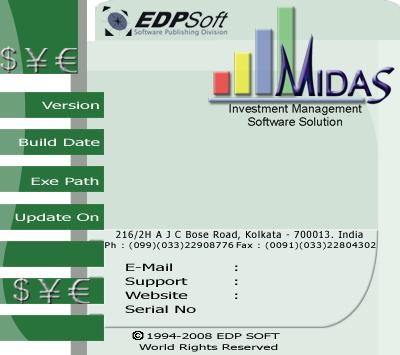 EDPSoft
Software Publishing Division
$ ¥ €
MIDAS
Investment Management
Software Solution
Version
Build Date
Exe Path
Update On
216/2H A J C Bose Road, Kolkata - 700013. India
Ph : (099)(033)22908776 Fax : (0091)(033)22804302
E-Mail :
Support :
Website :
Serial No
$ ¥ €
© 1994-2008 EDP SOFT
World Rights Reserved